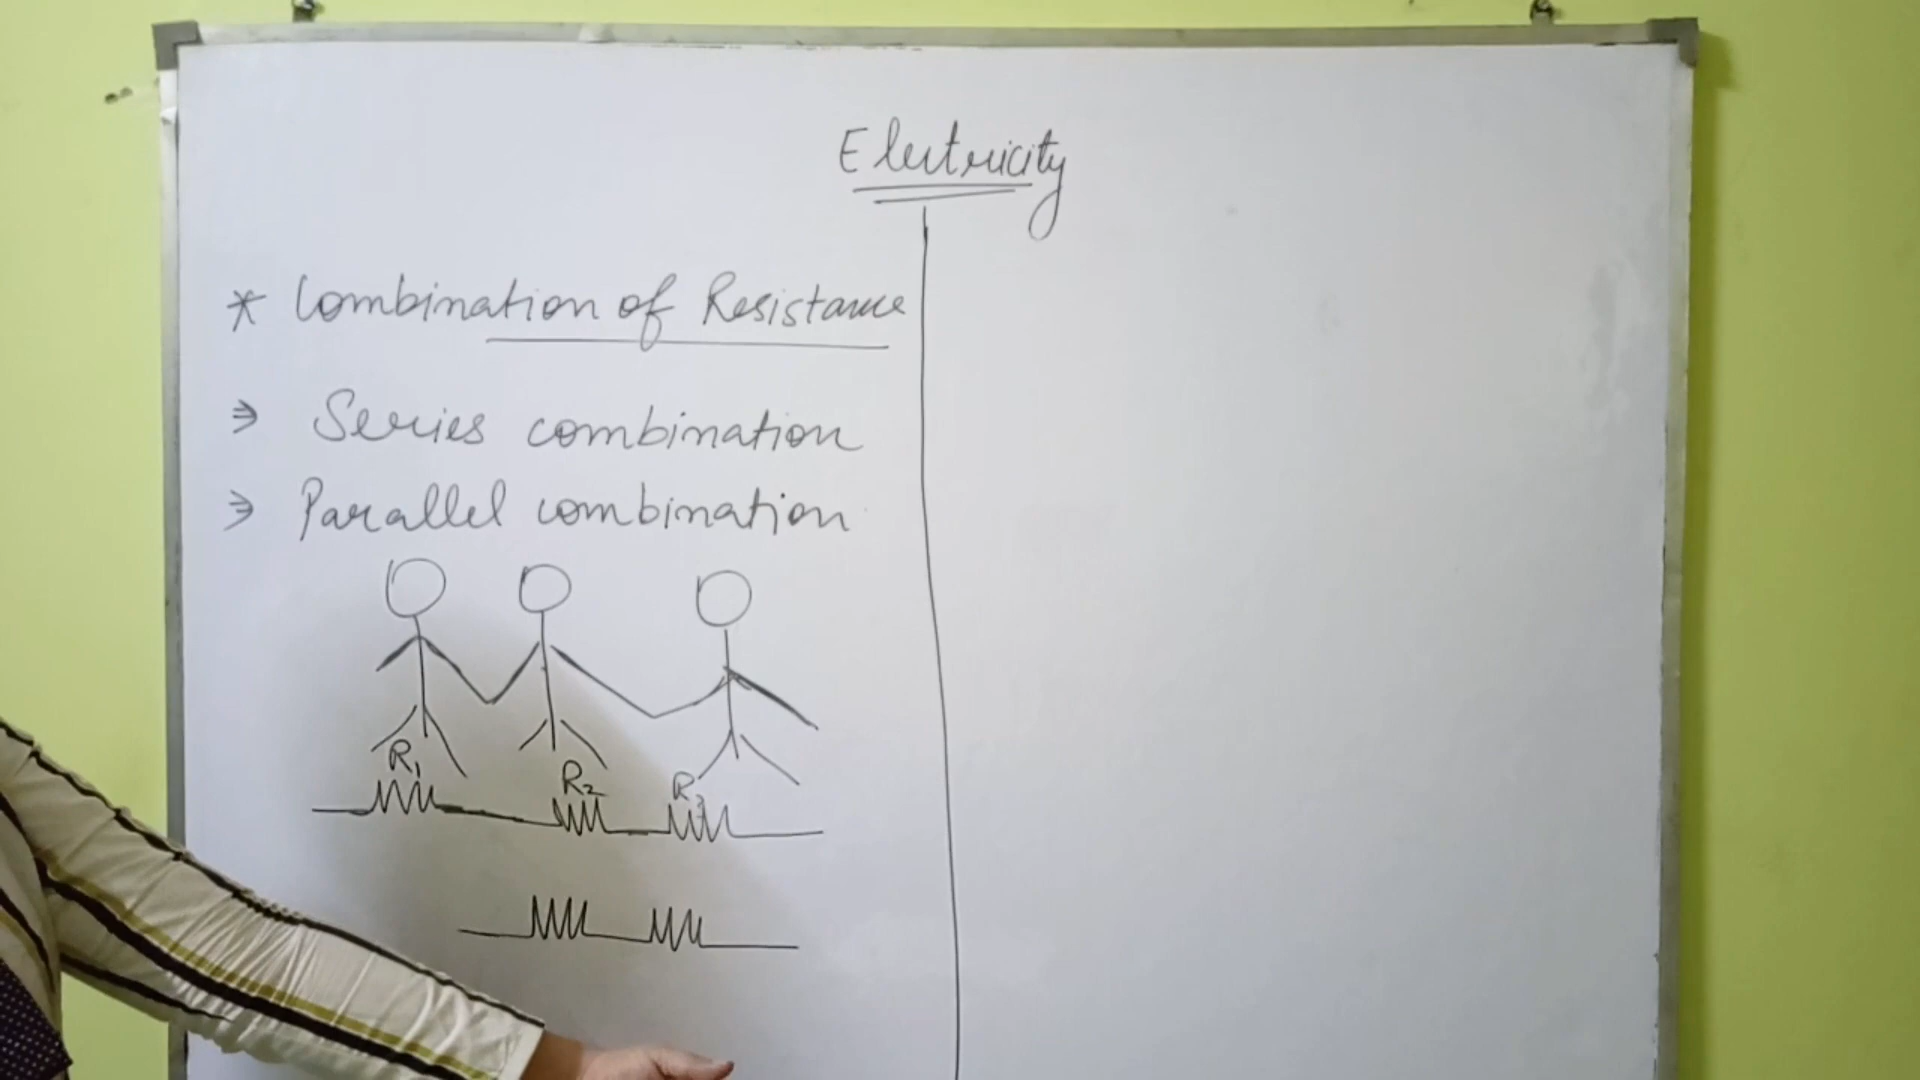 Electricity
* Combination of Resistance
⇒ Series combination
⇒ Parallel combination
R1 R2 R3